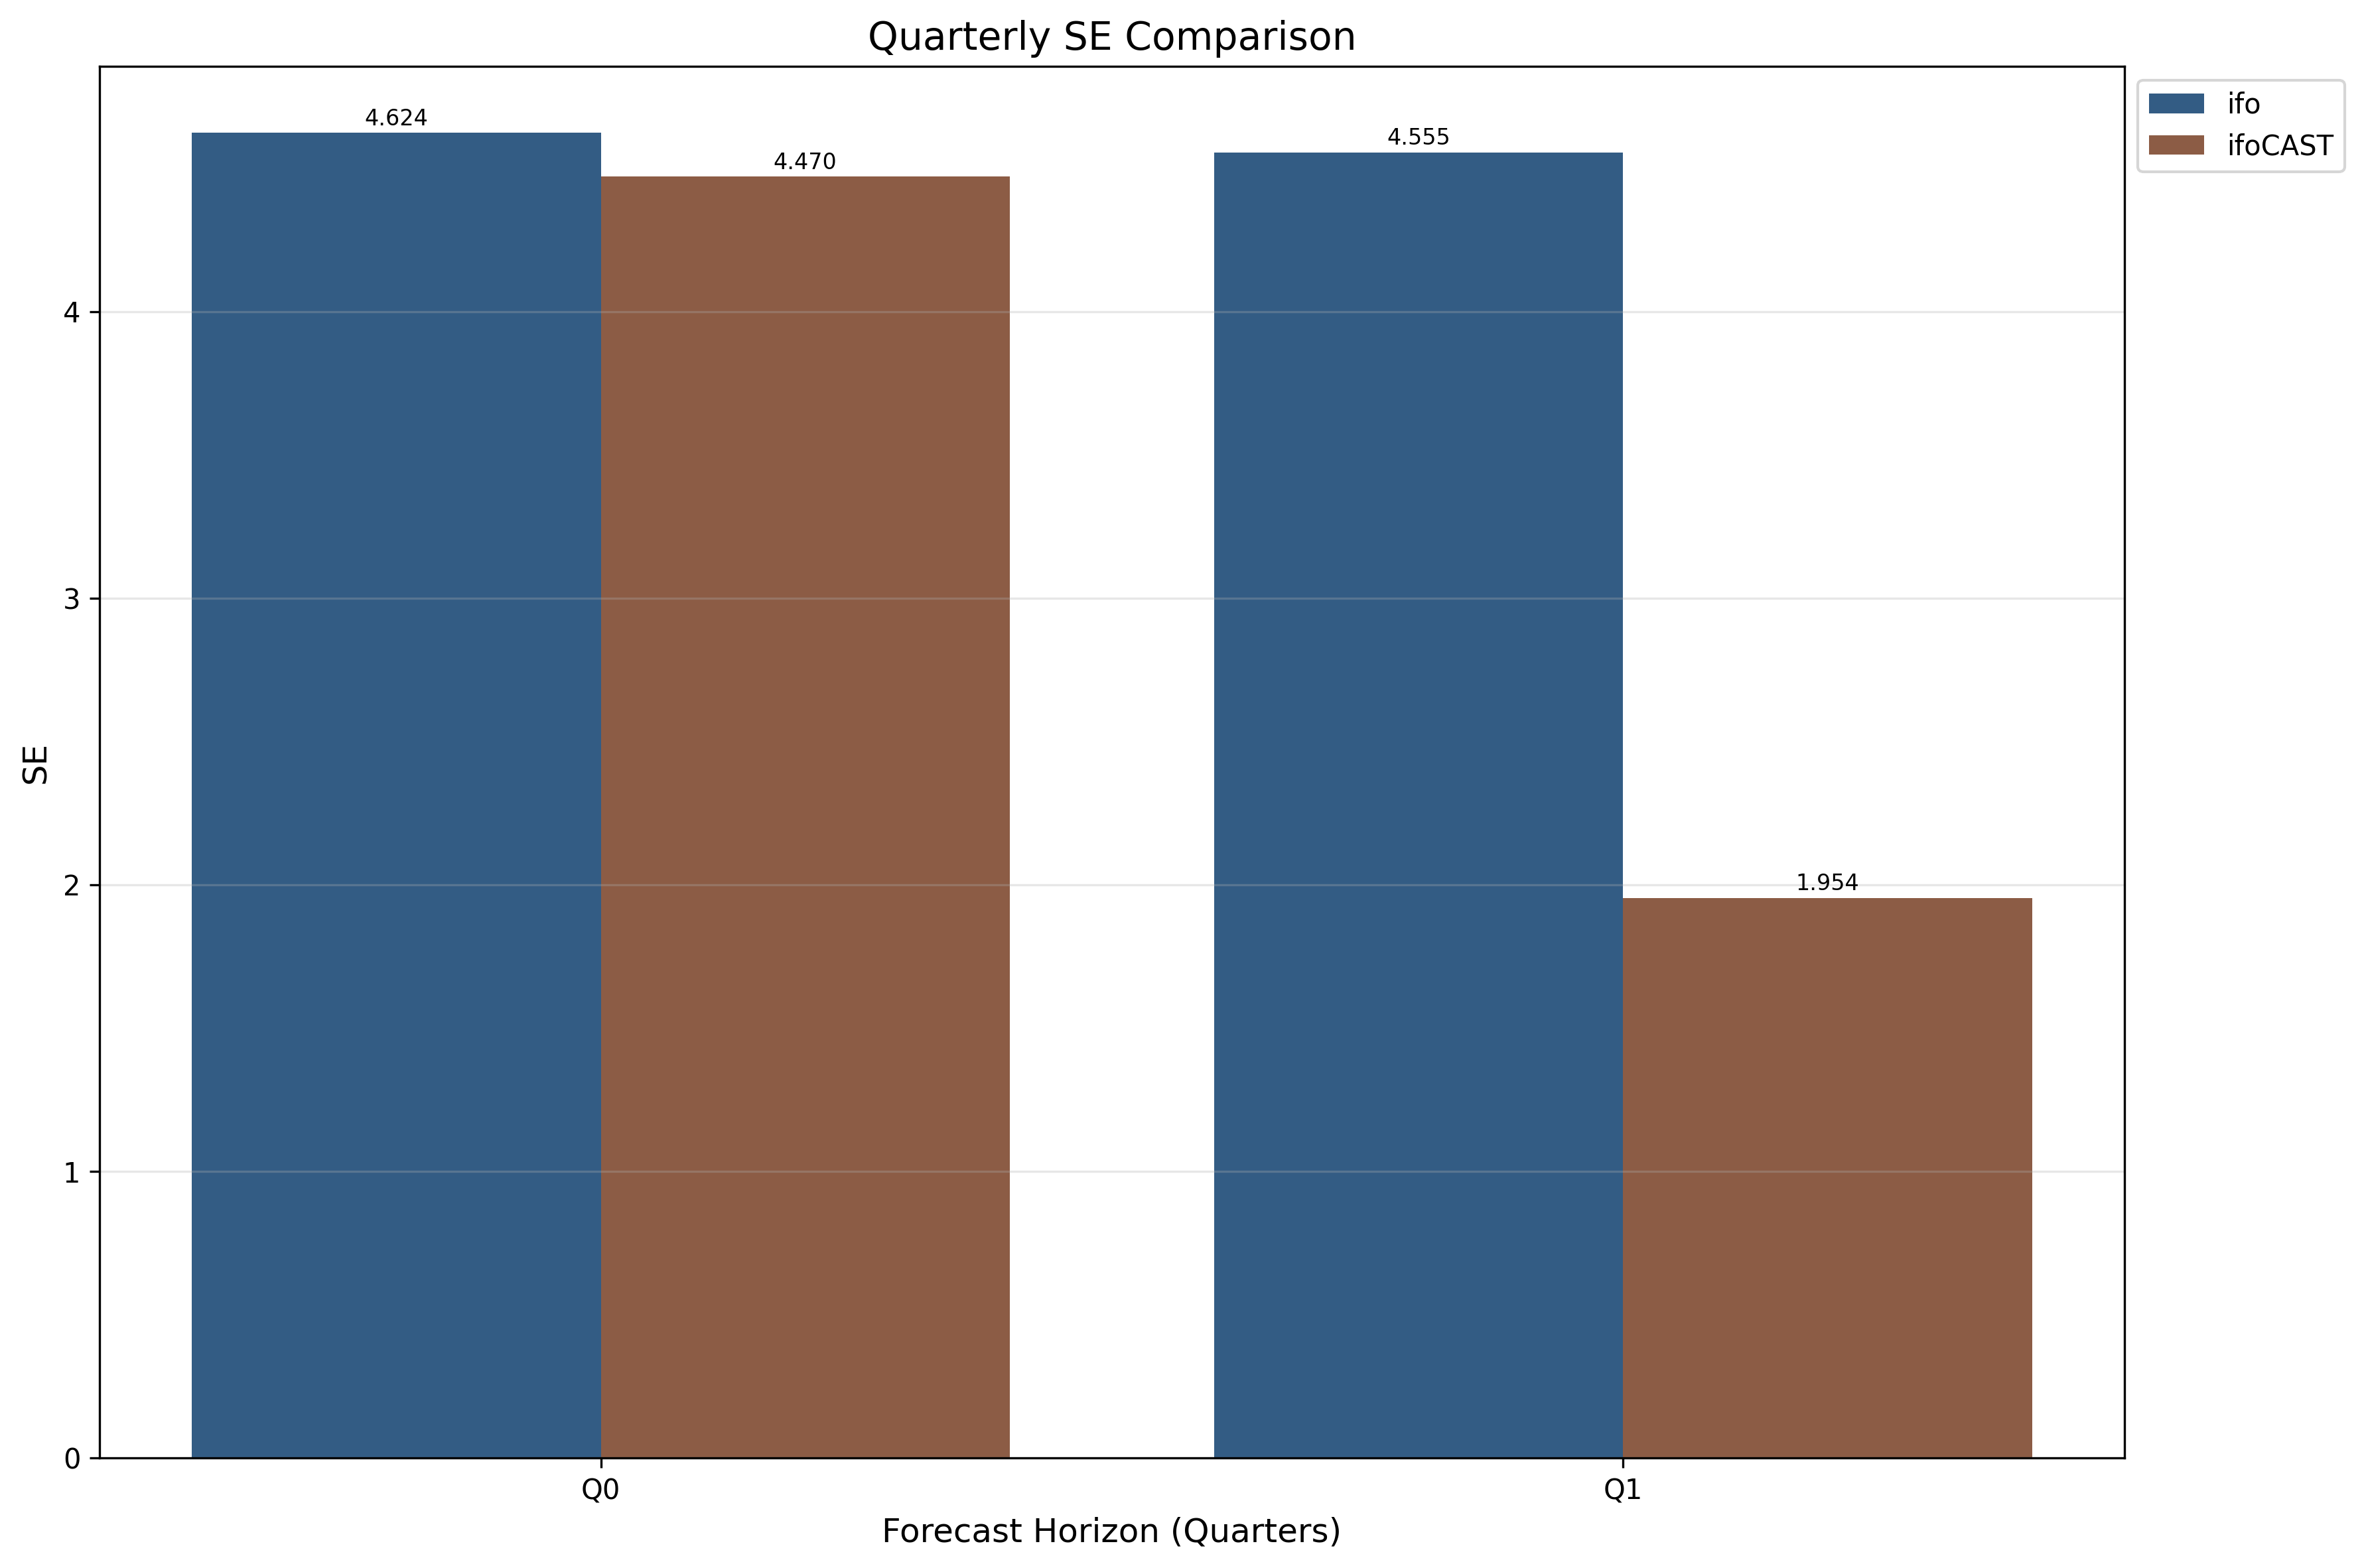 Quarterly SE Comparison
ifo
ifoCAST
4.624
4.470
4.555
1.954
SE
4
3
2
1
0
Q0
Q1
Forecast Horizon (Quarters)